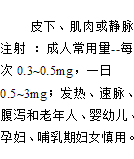 皮下、肌肉或静脉
注射 ：成人常用量--每
次 0.3~0.5mg，一日
0.5~3mg；发热、速脉、
腹泻和老年人、婴幼儿、
孕妇、哺乳期妇女慎用。